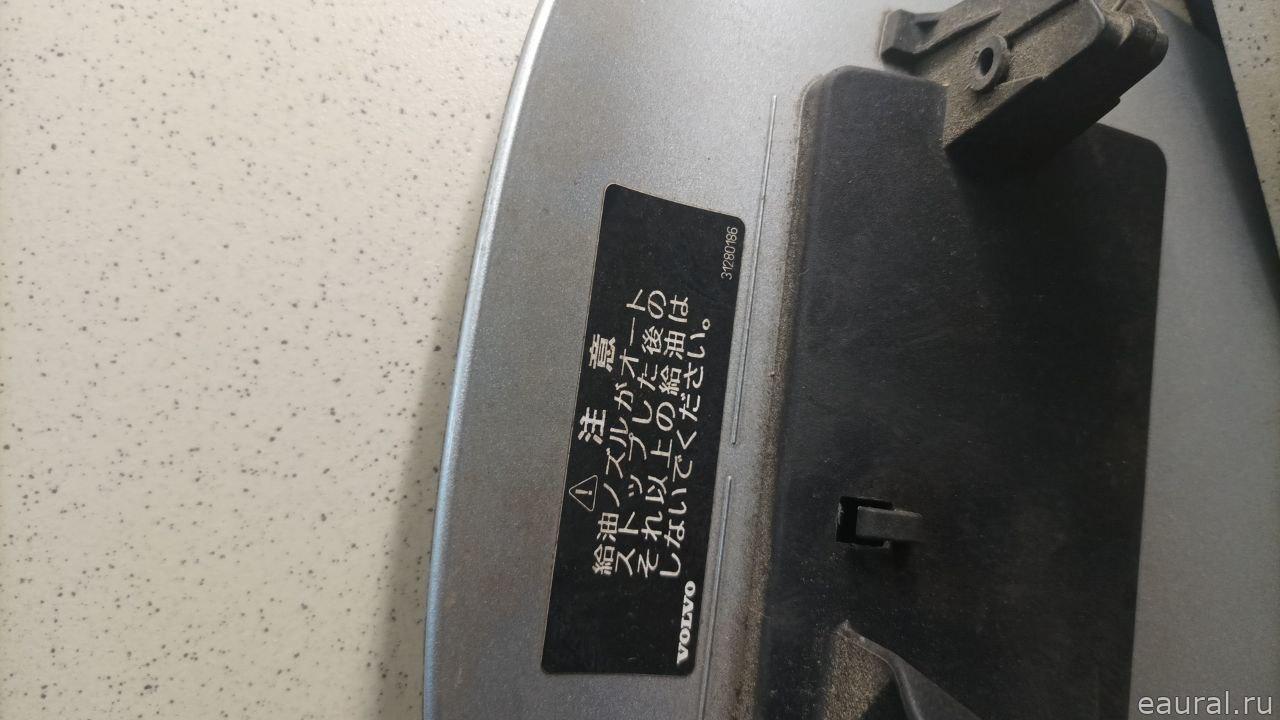 ⚠ 注 意
給油ノズルがオート
ストップした後の
それ以上の給油は
しないでください。
VOLVO
31280186
eaural.ru